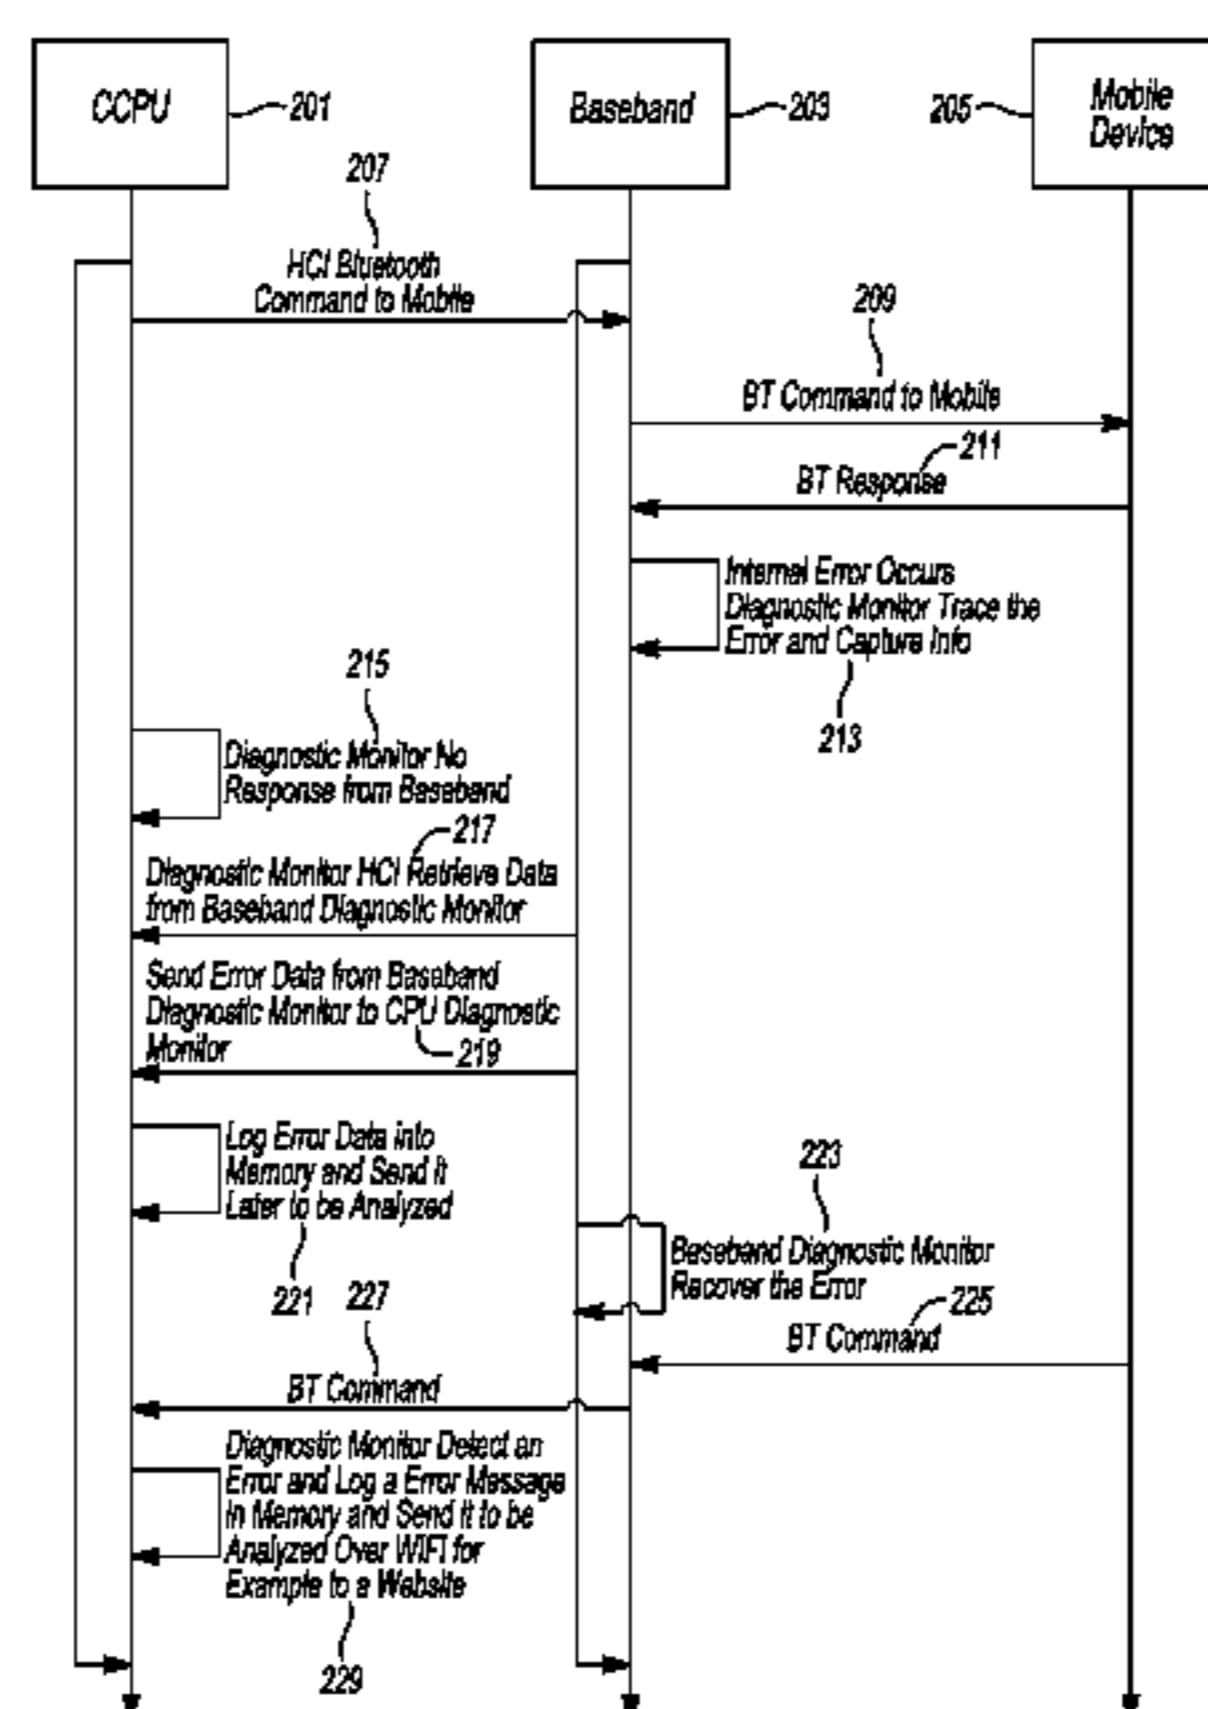 CCPU
201
Baseband
203
205
Mobile
Device
207
HCI Bluetooth
Command to Mobile
209
BT Command to Mobile
211
BT Response
Internal Error Occurs
Diagnostic Monitor Trace the
Error and Capture Info
213
215
Diagnostic Monitor No
Response from Baseband
217
Diagnostic Monitor HCI Retrieve Data
from Baseband Diagnostic Monitor
Send Error Data from Baseband
Diagnostic Monitor to CPU Diagnostic
Monitor
219
Log Error Data into
Memory and Send it
Later to be Analyzed
221
223
Baseband Diagnostic Monitor
Recover the Error
225
BT Command
227
BT Command
Diagnostic Monitor Detect an
Error and Log a Error Message
in Memory and Send it to be
Analyzed Over WIFI for
Example to a Website
229